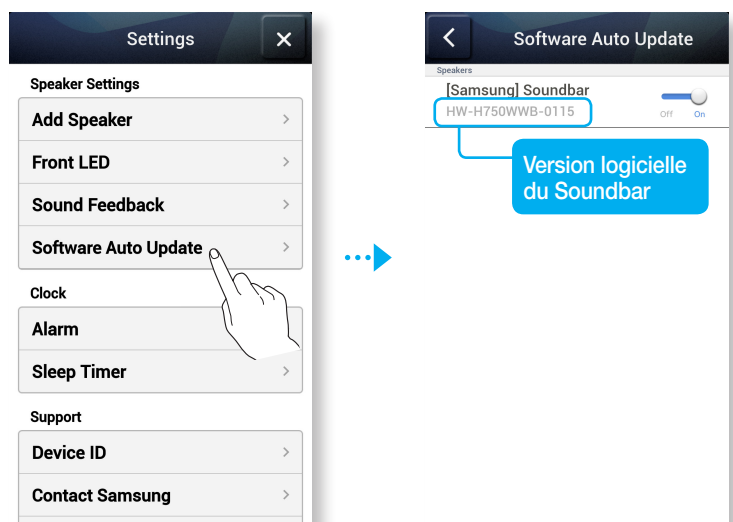 Settings
Speaker Settings
Add Speaker
Front LED
Sound Feedback
Software Auto Update
Clock
Alarm
Sleep Timer
Support
Device ID
Contact Samsung
Software Auto Update
Speakers
[Samsung] Soundbar
HW-H750WWB-0115
Off On
Version logicielle
du Soundbar